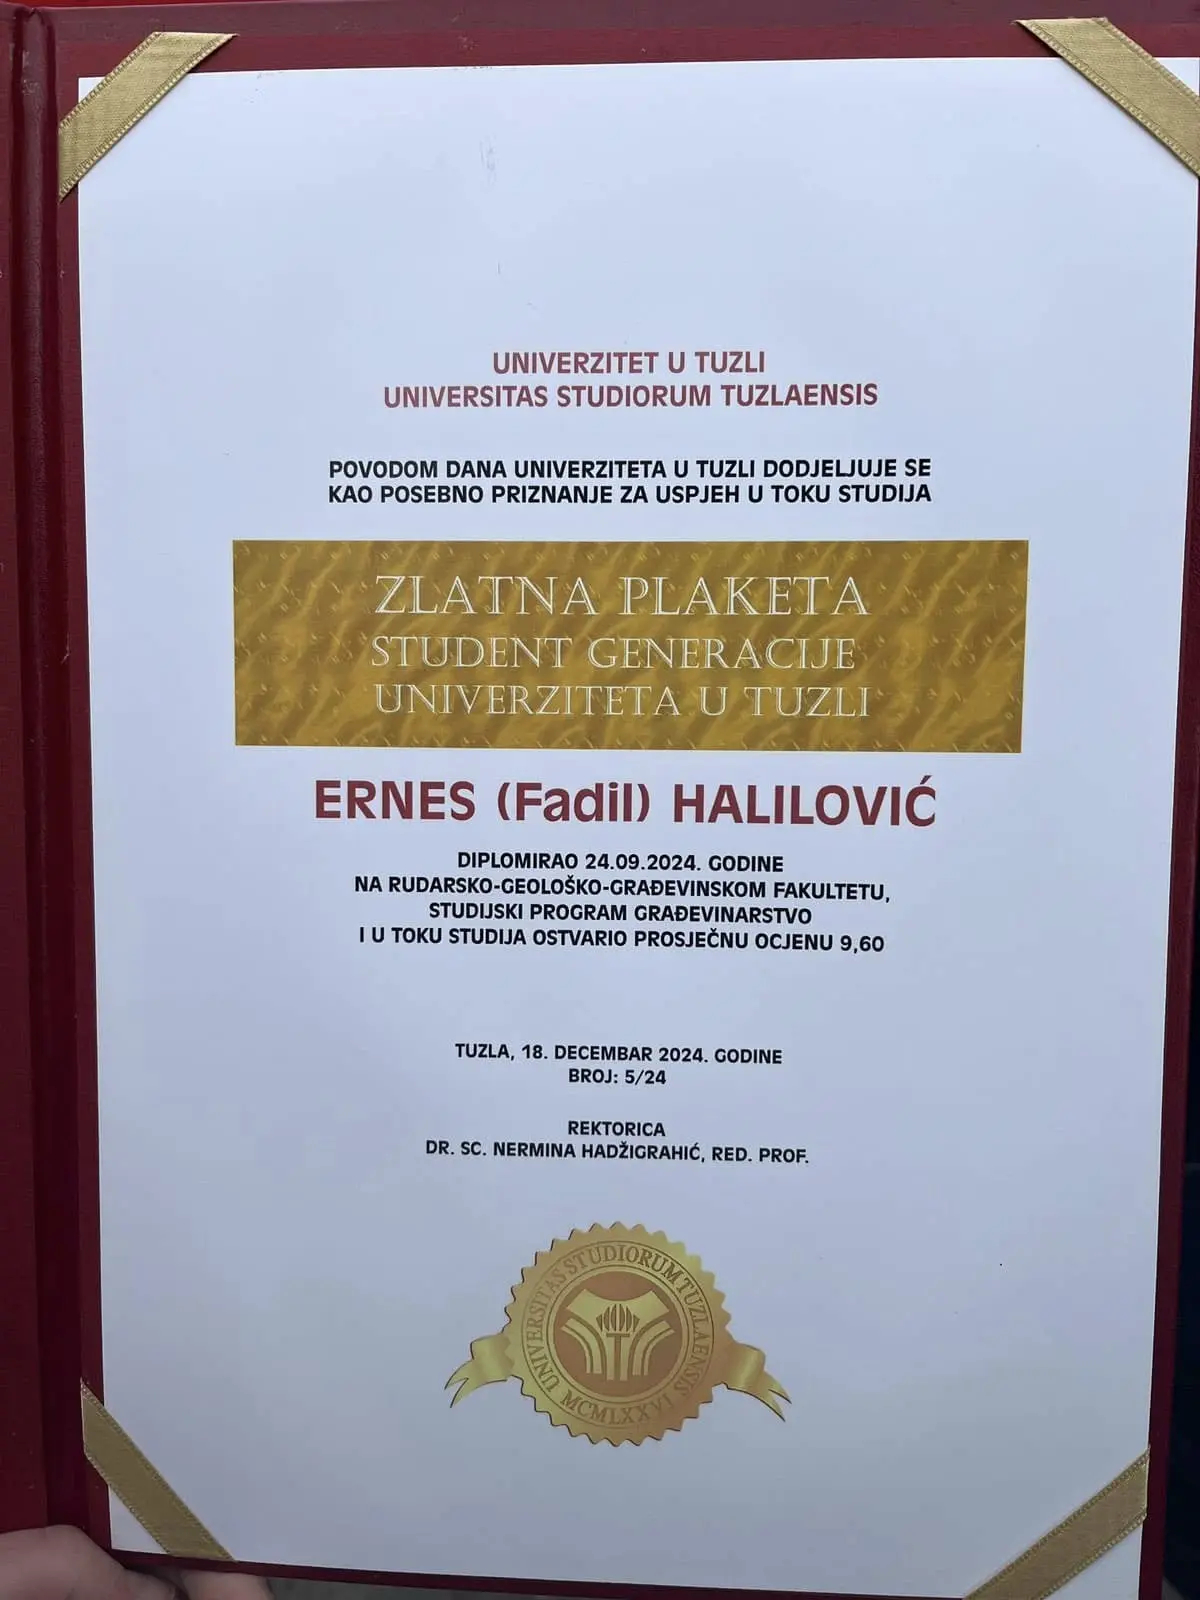 UNIVERZITET U TUZLI
UNIVERSITAS STUDIORUM TUZLAENSIS
POVODOM DANA UNIVERZITETA U TUZLI DODJELJUJE SE
KAO POSEBNO PRIZNANJE ZA USPJEH U TOKU STUDIJA
ZLATNA PLAKETA
STUDENT GENERACIJE
UNIVERZITETA U TUZLI
ERNES (Fadil) HALILOVIĆ
DIPLOMIRAO 24.09.2024. GODINE
NA RUDARSKO-GEOLOŠKO-GRAĐEVINSKOM FAKULTETU,
STUDIJSKI PROGRAM GRAĐEVINARSTVO
I U TOKU STUDIJA OSTVARIO PROSJEČNU OCJENU 9,60
TUZLA, 18. DECEMBAR 2024. GODINE
BROJ: 5/24
REKTORICA
DR. SC. NERMINA HADŽIGRAHIĆ, RED. PROF.
UNIVERSITAS STUDIORUM TUZLAENSIS
MCMLXXVI